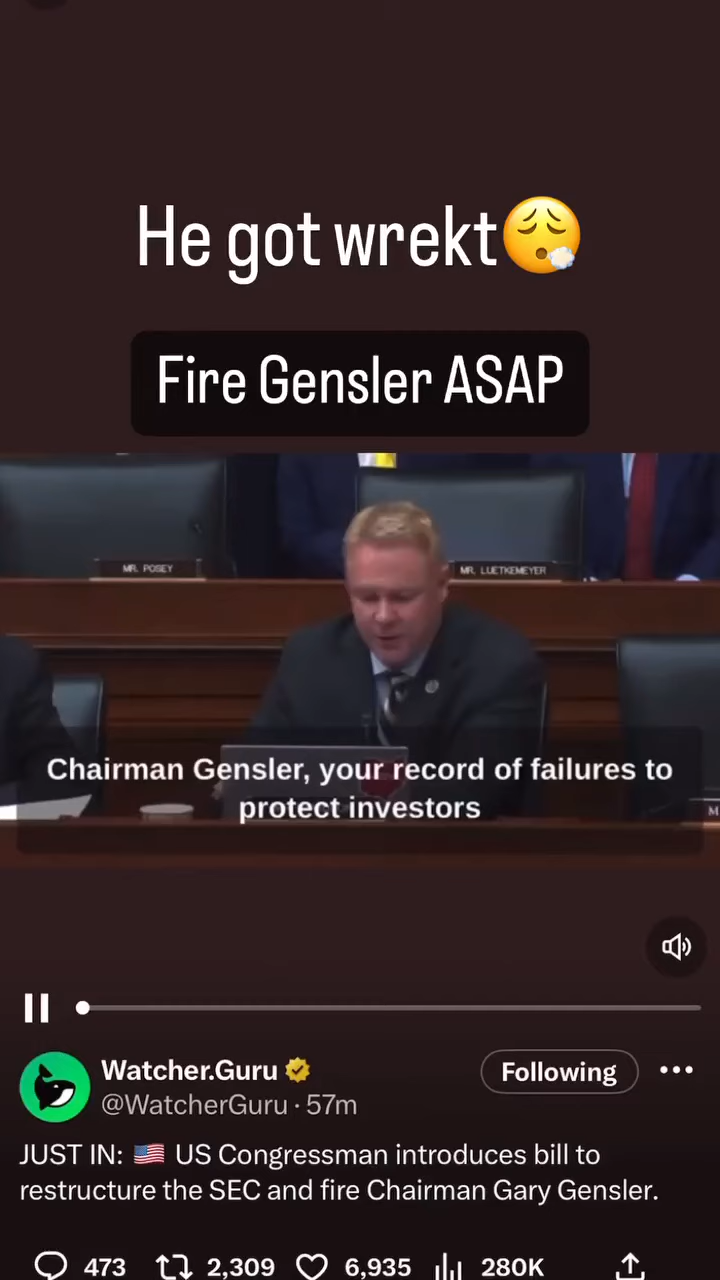 He got wrekt😮‍💨
Fire Gensler ASAP
MR. POSEY
MR. LUETKEMEYER
Chairman Gensler, your record of failures to
protect investors
M
Watcher.Guru
Following
@WatcherGuru · 57m
JUST IN: 🇺🇸 US Congressman introduces bill to
restructure the SEC and fire Chairman Gary Gensler.
473 2,309 6,935 280K